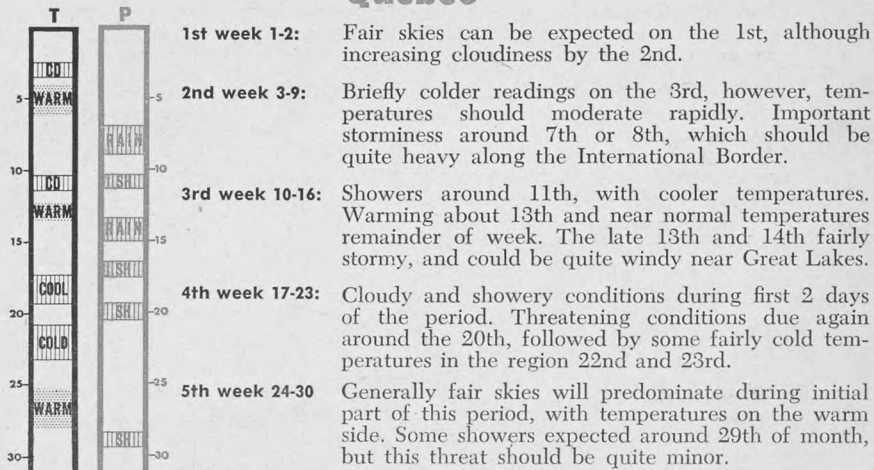 Quebec
T P
CD
5- WARM -5
RAIN
10- -10
CD SH
WARM
RAIN
15- -15
SH
COOL
20- SH -20
COLD
25- -25
WARM
SH
30- -30
1st week 1-2: Fair skies can be expected on the 1st, although
increasing cloudiness by the 2nd.
2nd week 3-9: Briefly colder readings on the 3rd, however, tem-
peratures should moderate rapidly. Important
storminess around 7th or 8th, which should be
quite heavy along the International Border.
3rd week 10-16: Showers around 11th, with cooler temperatures.
Warming about 13th and near normal temperatures
remainder of week. The late 13th and 14th fairly
stormy, and could be quite windy near Great Lakes.
4th week 17-23: Cloudy and showery conditions during first 2 days
of the period. Threatening conditions due again
around the 20th, followed by some fairly cold tem-
peratures in the region 22nd and 23rd.
5th week 24-30 Generally fair skies will predominate during initial
part of this period, with temperatures on the warm
side. Some showers expected around 29th of month,
but this threat should be quite minor.